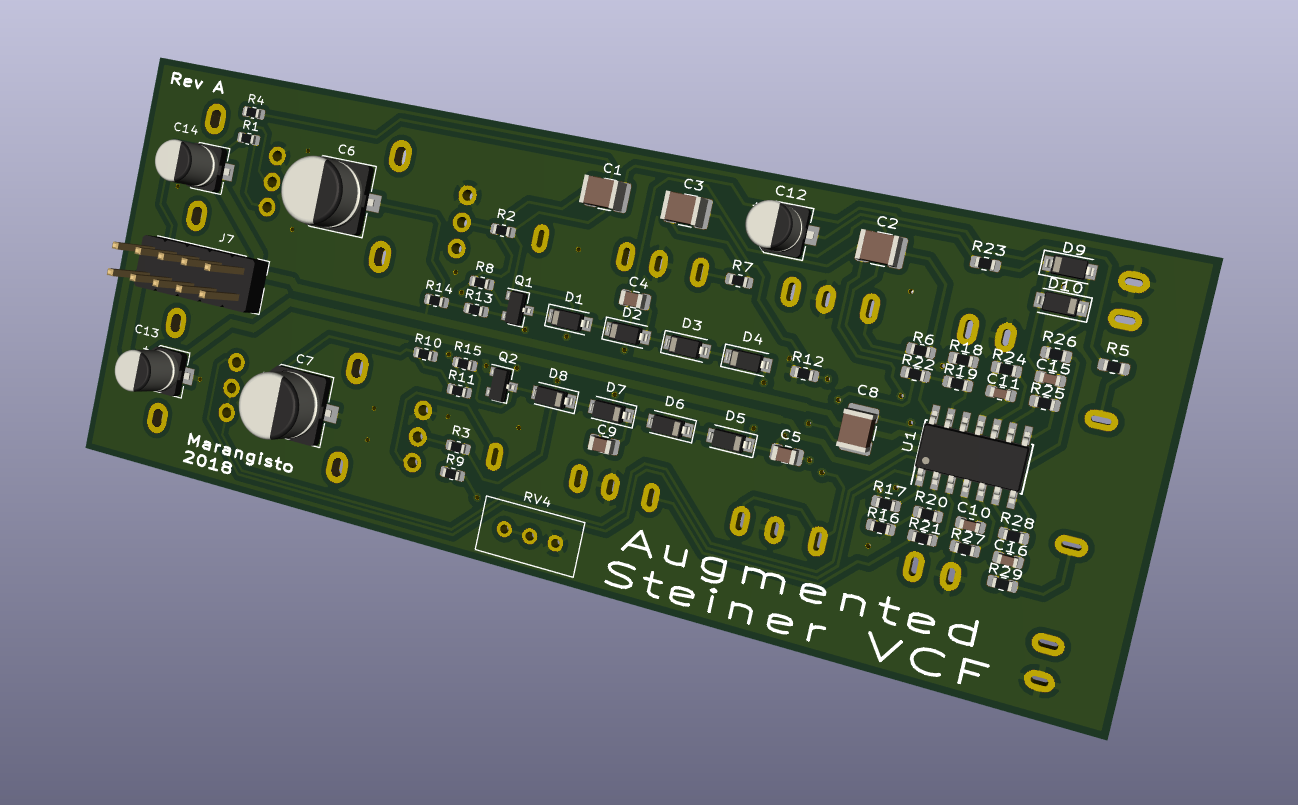 Rev A
R4
R1
C14
C6
J7
C13
C7
Marangisto
2018
C1
C3
C12
C2
R2
R7
R23
D9
D10
R8
Q1
C4
R14
R13
D1
D2
D3
D4
R12
R6
R18
R26
R5
R22
R24
C15
R19
C11
R25
R10
R15
Q2
R11
D8
D7
D6
D5
C5
C8
U1
R3
R9
C9
RV4
R17
R20
C10
R28
R16
R21
R27
C16
R29
Augmented
Steiner VCF